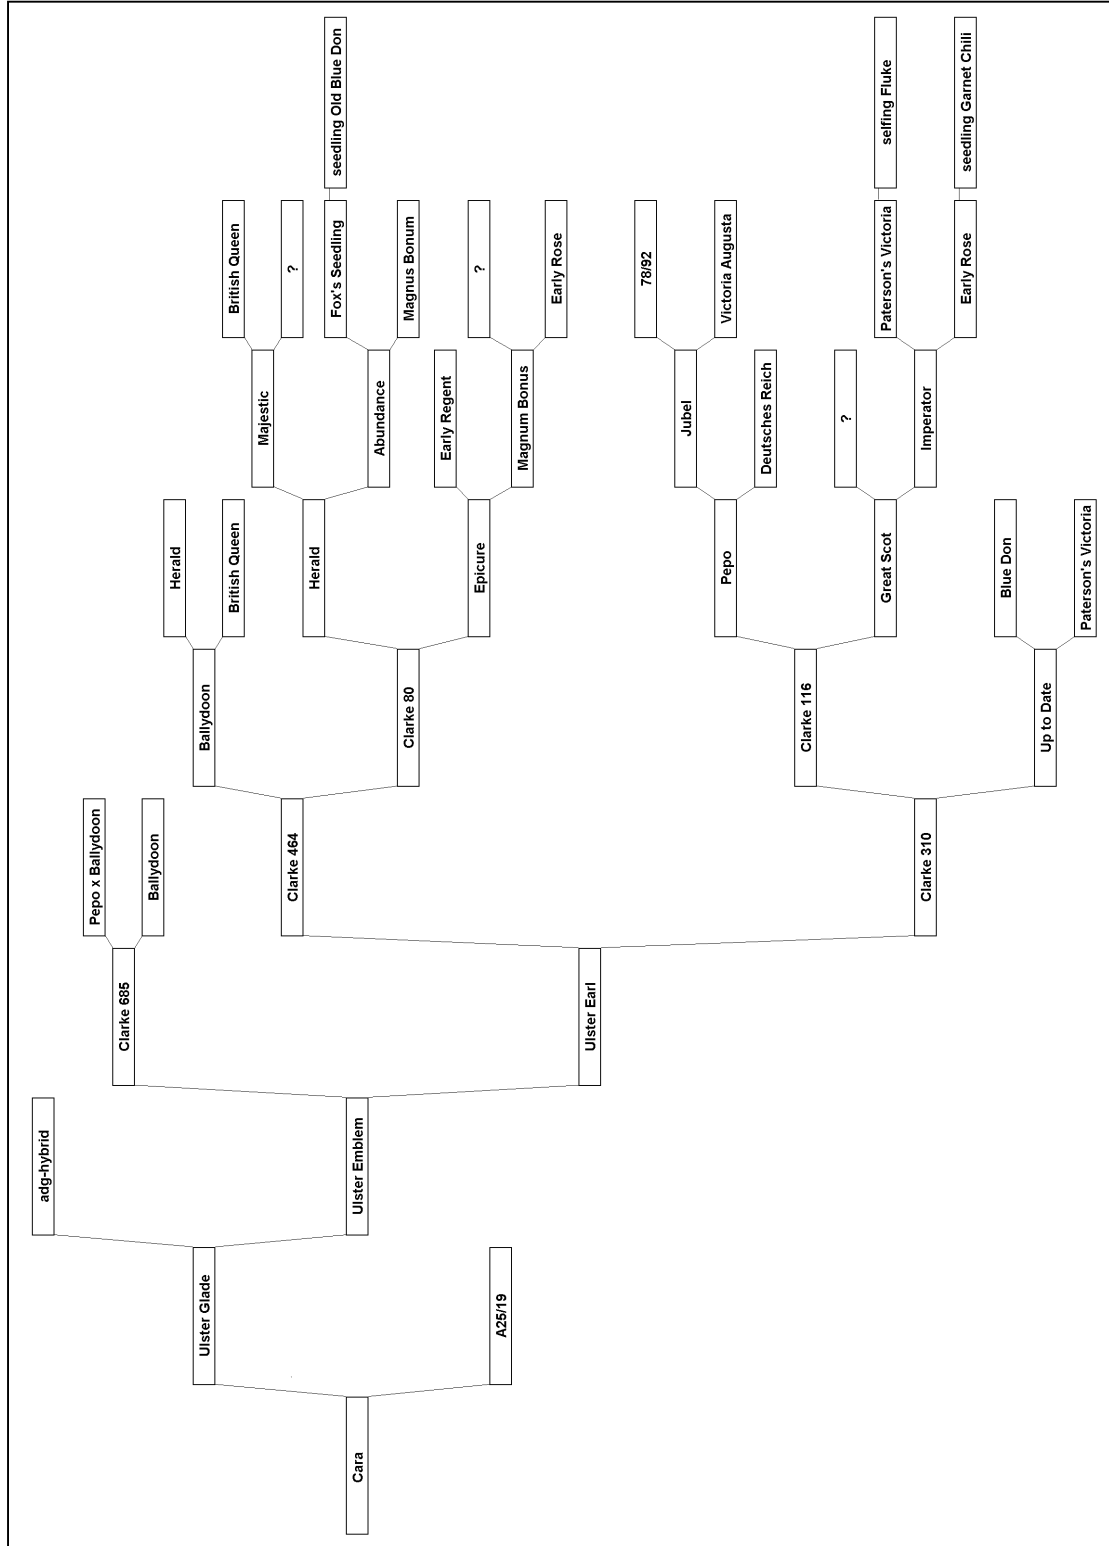 Cara
Ulster Glade
A25/19
adg-hybrid
Ulster Emblem
Clarke 685
Ulster Earl
Pepo x Ballydoon
Ballydoon
Clarke 464
Clarke 310
Ballydoon
Clarke 80
Clarke 116
Up to Date
Herald
British Queen
Herald
Epicure
Pepo
Great Scot
Blue Don
Paterson's Victoria
Majestic
Abundance
Early Regent
Magnum Bonus
Jubel
Deutsches Reich
?
Imperator
British Queen
?
Fox's Seedling
Magnus Bonum
?
Early Rose
78/92
Victoria Augusta
Paterson's Victoria
Early Rose
seedling Old Blue Don
selfing Fluke
seedling Garnet Chili